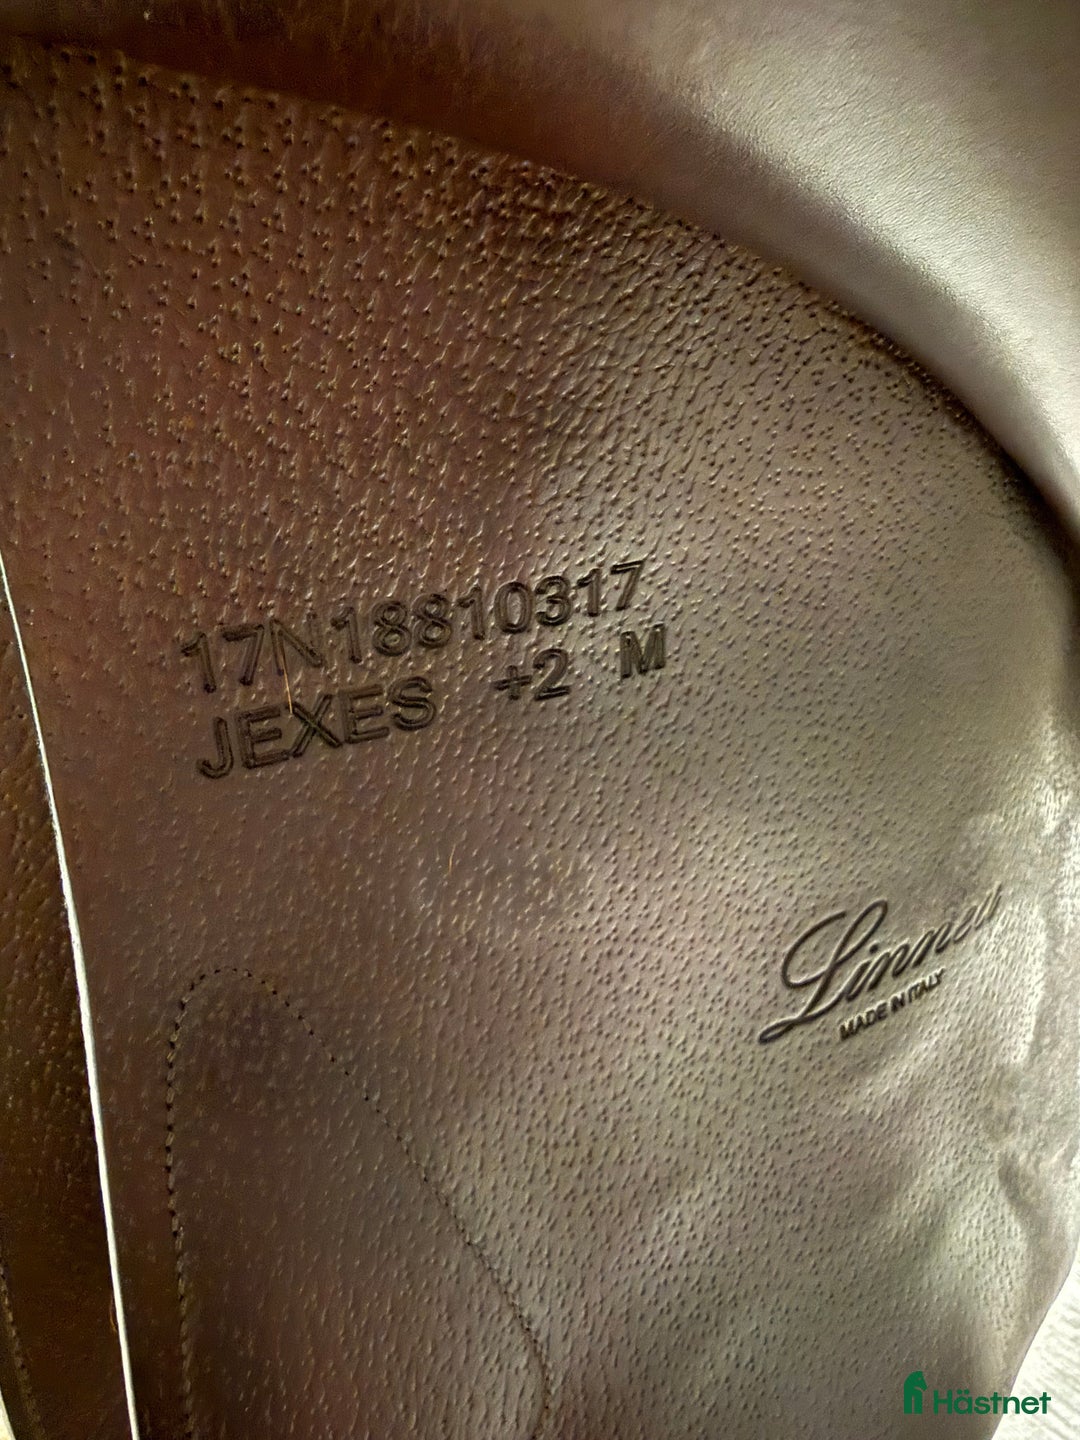 17N18810317
JEXES +2 M
MADE IN ITALY
Hästnet